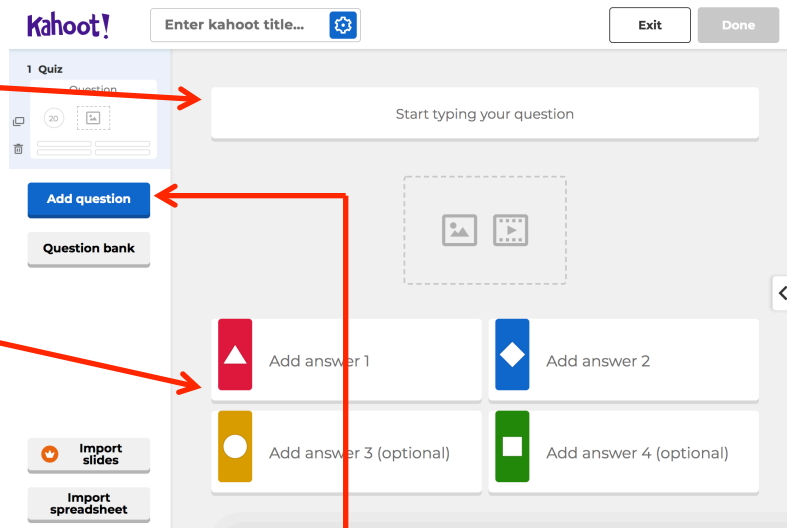 Kahoot!
Enter kahoot title...
Exit
Done
1 Quiz
Question
20
Start typing your question
Add question
Question bank
Add answer 1
Add answer 2
Add answer 3 (optional)
Add answer 4 (optional)
Import
slides
Import
spreadsheet